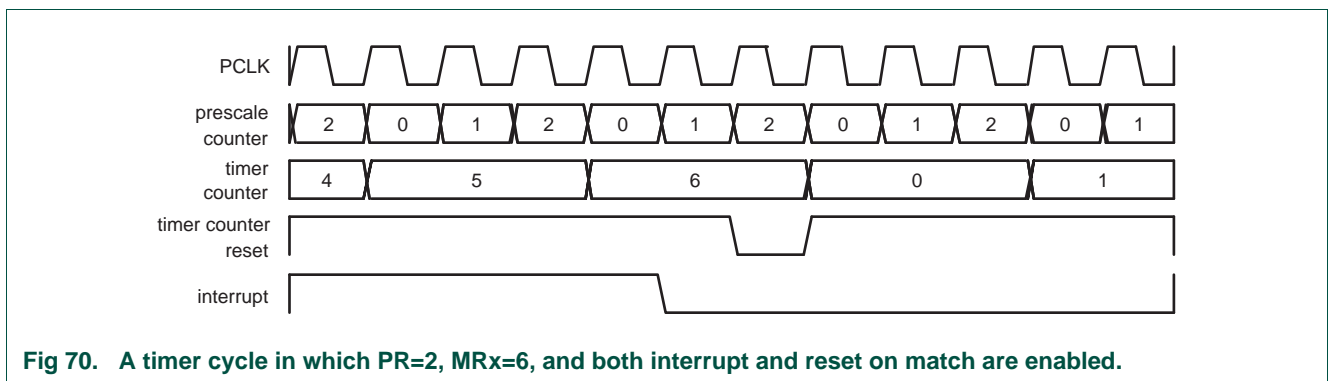 PCLK
prescale
counter
2 0 1 2 0 1 2 0 1 2 0 1
timer
counter
4 5 6 0 1
timer counter
reset
interrupt
Fig 70. A timer cycle in which PR=2, MRx=6, and both interrupt and reset on match are enabled.